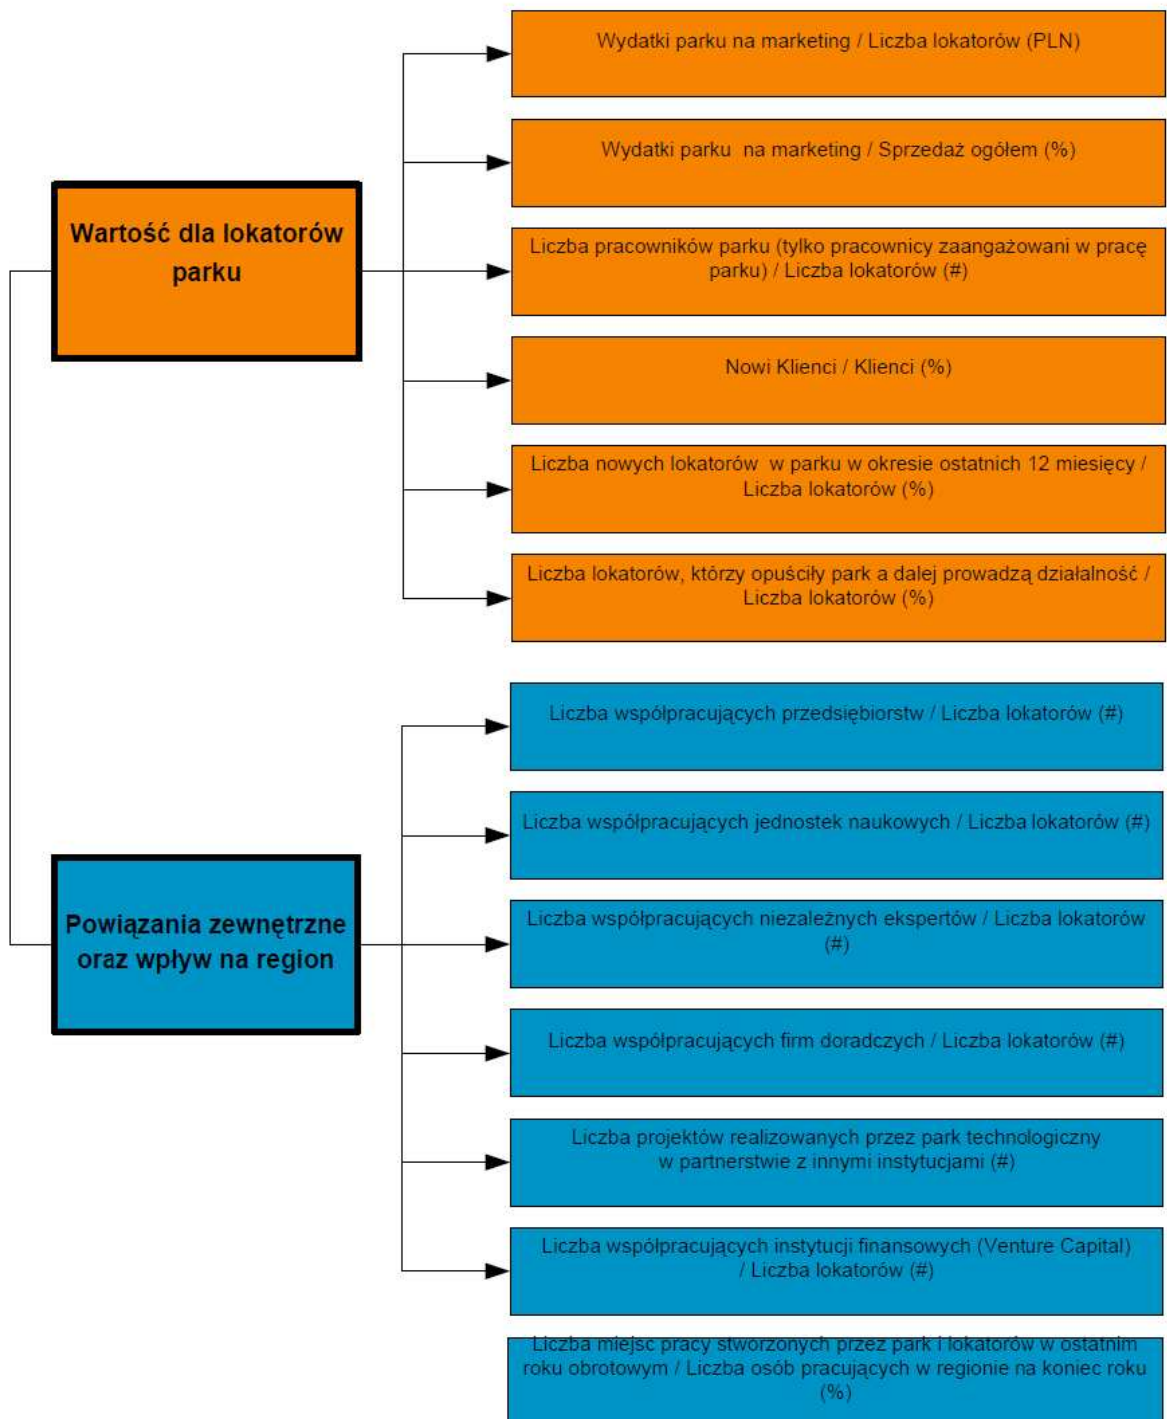 Wydatki parku na marketing / Liczba lokatorów (PLN)
Wydatki parku  na marketing / Sprzedaż ogółem (%)
Wartość dla lokatorów
parku
Liczba pracowników parku (tylko pracownicy zaangażowani w pracę
parku) / Liczba lokatorów (#)
Nowi Klienci / Klienci (%)
Liczba nowych lokatorów  w parku w okresie ostatnich 12 miesięcy /
Liczba lokatorów (%)
Liczba lokatorów, którzy opuściły park a dalej prowadzą działalność /
Liczba lokatorów (%)
Liczba współpracujących przedsiębiorstw / Liczba lokatorów (#)
Liczba współpracujących jednostek naukowych / Liczba lokatorów (#)
Powiązania zewnętrzne
oraz wpływ na region
Liczba współpracujących niezależnych ekspertów / Liczba lokatorów
(#)
Liczba współpracujących firm doradczych / Liczba lokatorów (#)
Liczba projektów realizowanych przez park technologiczny
w partnerstwie z innymi instytucjami (#)
Liczba współpracujących instytucji finansowych (Venture Capital)
/ Liczba lokatorów (#)
Liczba miejsc pracy stworzonych przez park i lokatorów w ostatnim
roku obrotowym / Liczba osób pracujących w regionie na koniec roku
(%)